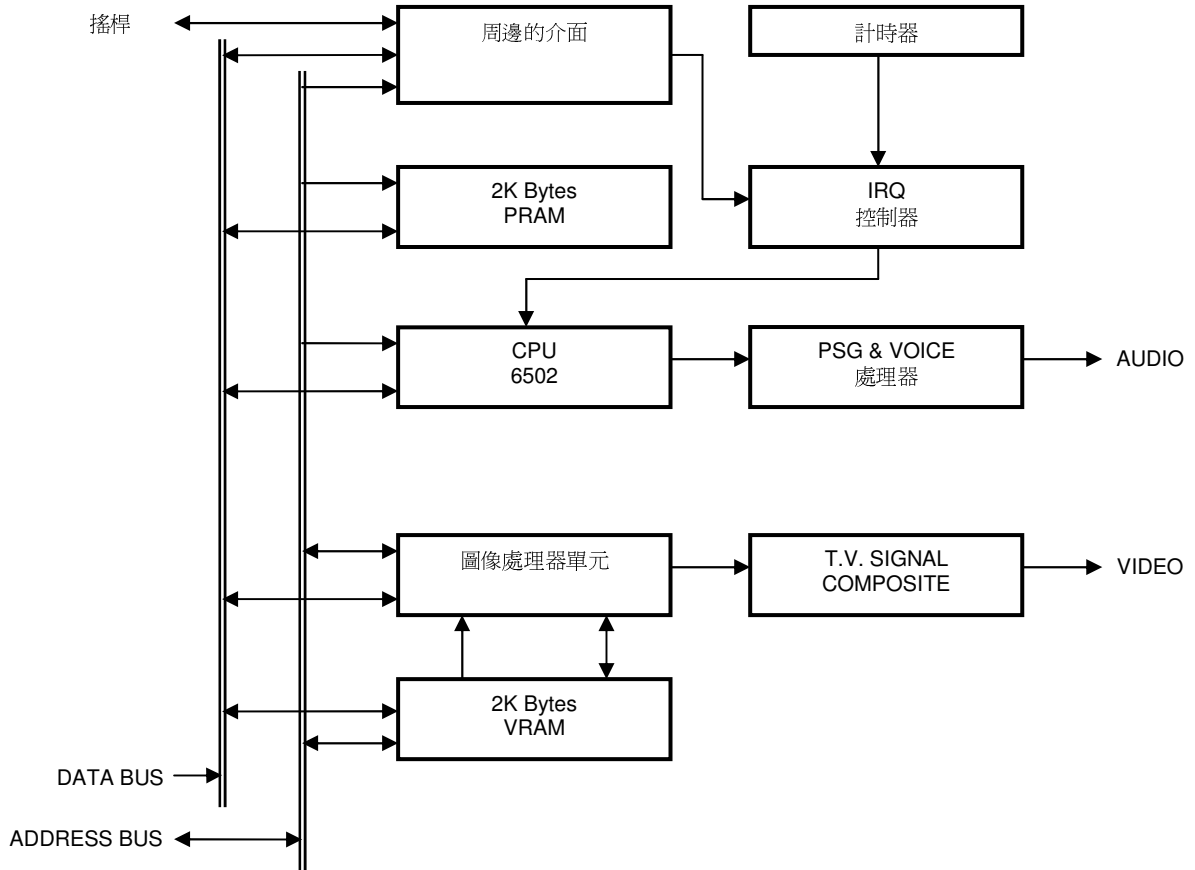 搖桿
周邊的介面
計時器
2K Bytes
PRAM
IRQ
控制器
CPU
6502
PSG & VOICE
處理器
AUDIO
圖像處理器單元
T.V. SIGNAL
COMPOSITE
VIDEO
2K Bytes
VRAM
DATA BUS
ADDRESS BUS